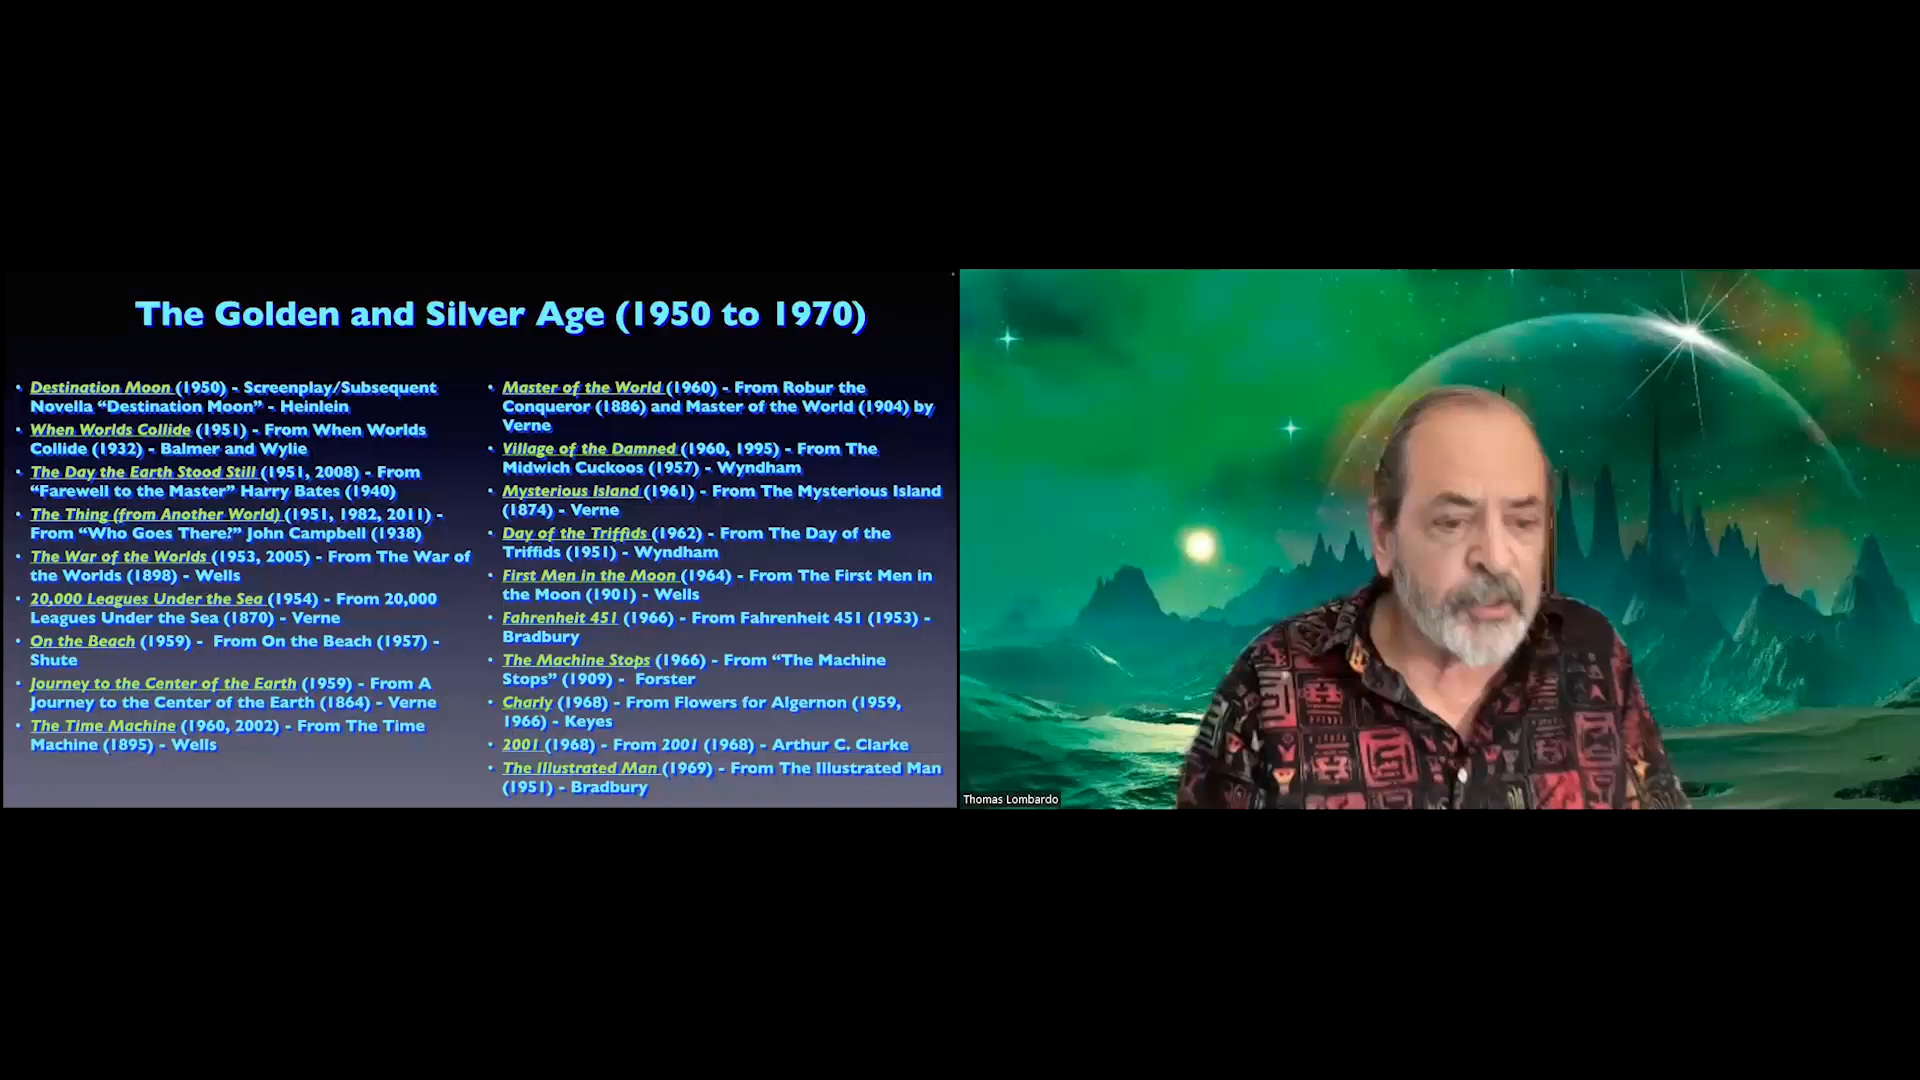 The Golden and Silver Age (1950 to 1970)
• Destination Moon (1950) - Screenplay/Subsequent
Novella “Destination Moon” - Heinlein
• When Worlds Collide (1951) - From When Worlds
Collide (1932) - Balmer and Wylie
• The Day the Earth Stood Still (1951, 2008) - From
“Farewell to the Master” Harry Bates (1940)
• The Thing (from Another World) (1951, 1982, 2011) -
From “Who Goes There?” John Campbell (1938)
• The War of the Worlds (1953, 2005) - From The War of
the Worlds (1898) - Wells
• 20,000 Leagues Under the Sea (1954) - From 20,000
Leagues Under the Sea (1870) - Verne
• On the Beach (1959) - From On the Beach (1957) -
Shute
• Journey to the Center of the Earth (1959) - From A
Journey to the Center of the Earth (1864) - Verne
• The Time Machine (1960, 2002) - From The Time
Machine (1895) - Wells
• Master of the World (1960) - From Robur the
Conqueror (1886) and Master of the World (1904) by
Verne
• Village of the Damned (1960, 1995) - From The
Midwich Cuckoos (1957) - Wyndham
• Mysterious Island (1961) - From The Mysterious Island
(1874) - Verne
• Day of the Triffids (1962) - From The Day of the
Triffids (1951) - Wyndham
• First Men in the Moon (1964) - From The First Men in
the Moon (1901) - Wells
• Fahrenheit 451 (1966) - From Fahrenheit 451 (1953) -
Bradbury
• The Machine Stops (1966) - From “The Machine
Stops” (1909) - Forster
• Charly (1968) - From Flowers for Algernon (1959,
1966) - Keyes
• 2001 (1968) - From 2001 (1968) - Arthur C. Clarke
• The Illustrated Man (1969) - From The Illustrated Man
(1951) - Bradbury
Thomas Lombardo